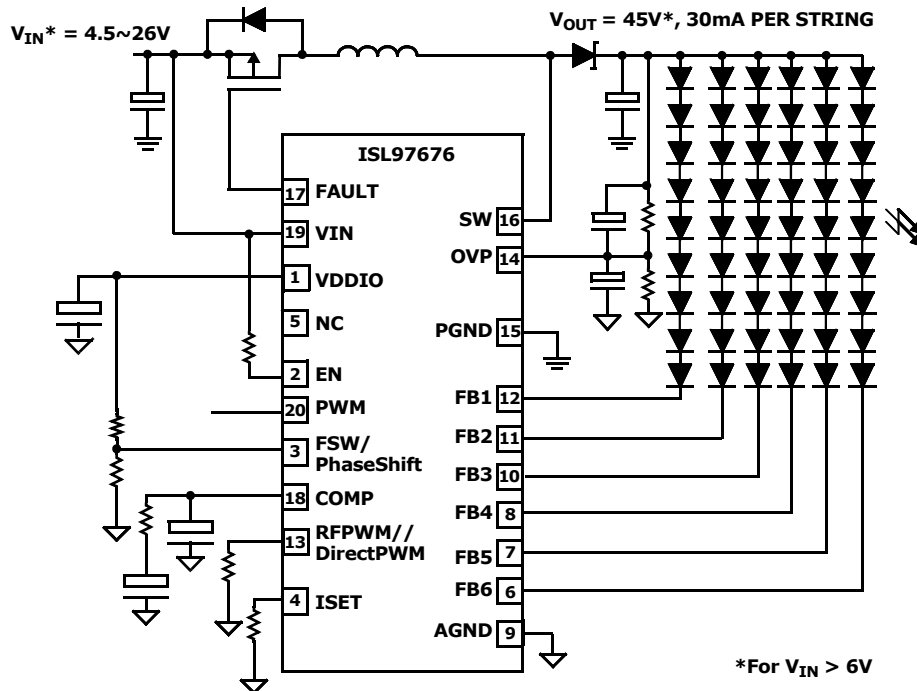 V_IN* = 4.5~26V
V_OUT = 45V*, 30mA PER STRING
ISL97676
17 FAULT
19 VIN
1 VDDIO
5 NC
2 EN
20 PWM
3 FSW/
PhaseShift
18 COMP
13 RFPWM//
DirectPWM
4 ISET
SW 16
OVP 14
PGND 15
FB1 12
FB2 11
FB3 10
FB4 8
FB5 7
FB6 6
AGND 9
*For V_IN > 6V